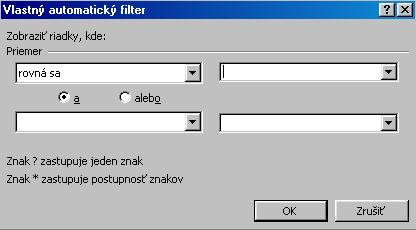 Vlastný automatický filter
Zobraziť riadky, kde:
Priemer
rovná sa
a alebo
Znak ? zastupuje jeden znak
Znak * zastupuje postupnosť znakov
OK Zrušiť